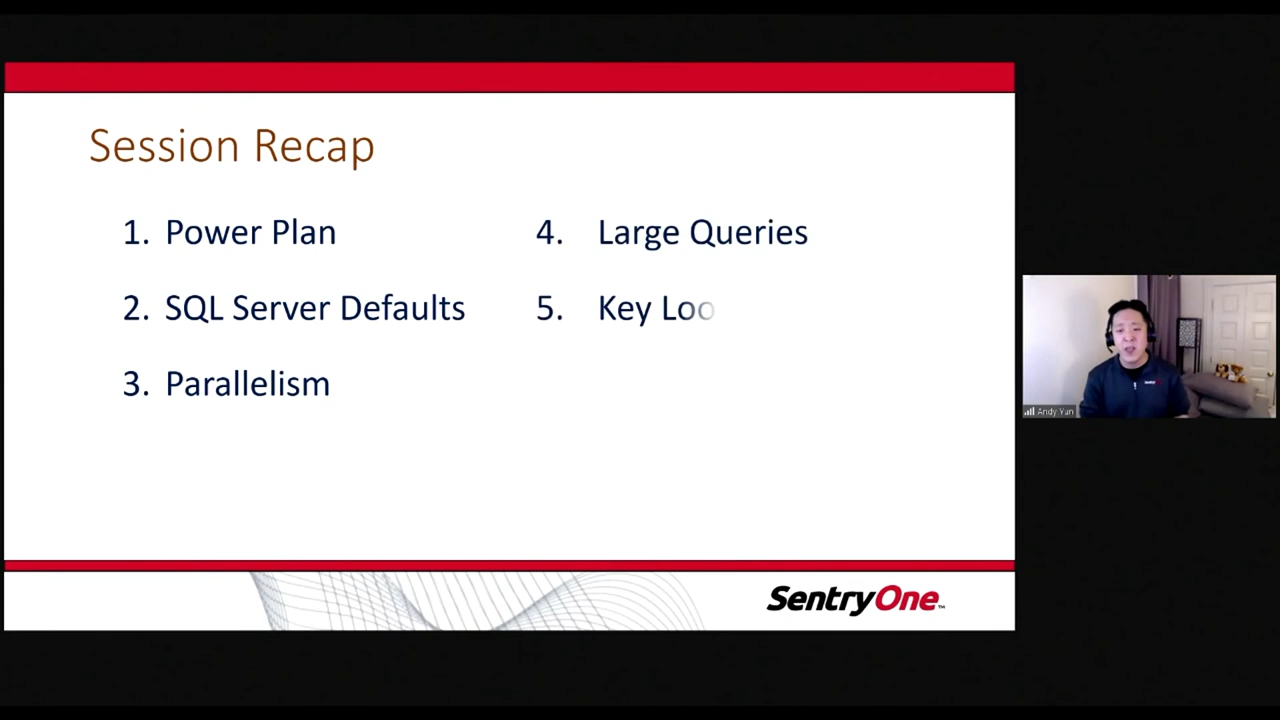 Session Recap
1. Power Plan
2. SQL Server Defaults
3. Parallelism
4. Large Queries
5. Key Loo
SentryOne™
Andy Yun